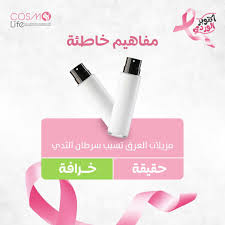 COSMO
Life
أكتوبر
الوردي
مفاهيم خاطئة
مزيلات العرق تسبب سرطان الثدي
حقيقة
خرافة